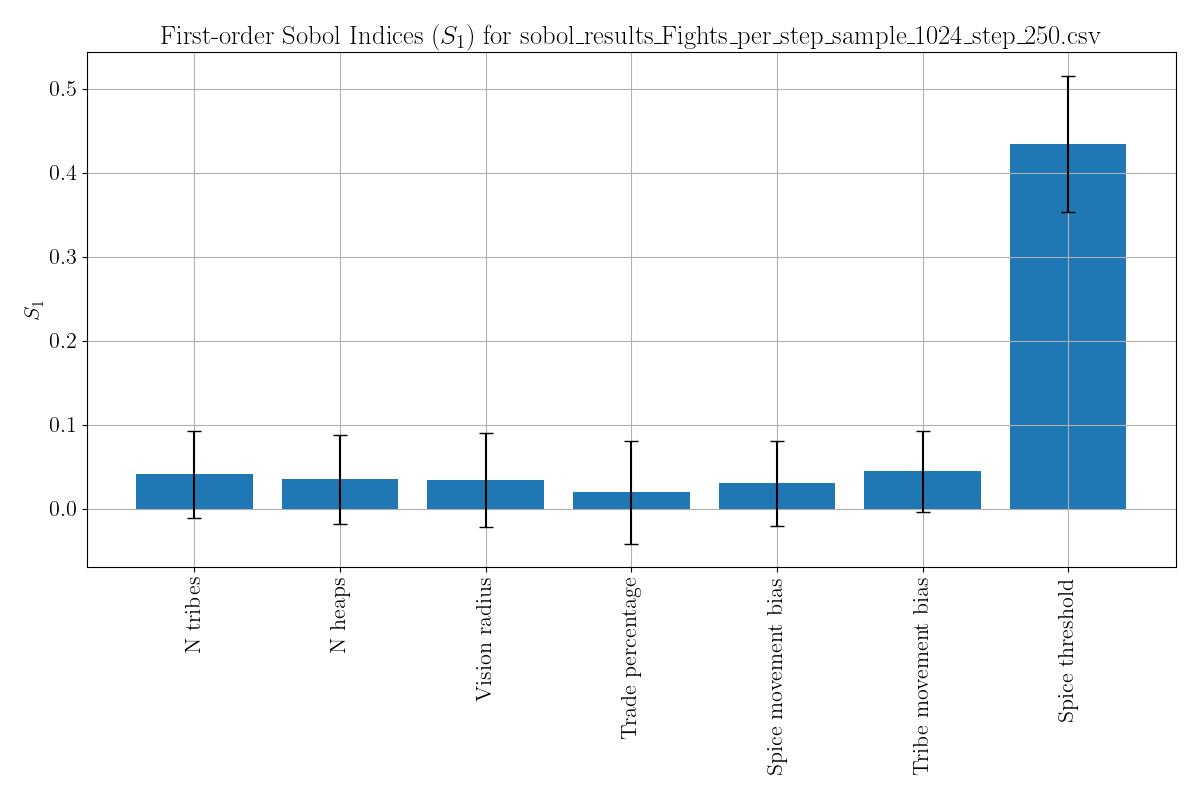 First-order Sobol Indices (S₁) for sobol_results_Fights_per_step_sample_1024_step_250.csv
0.5
0.4
0.3
0.2
0.1
0.0
S₁
N tribes
N heaps
Vision radius
Trade percentage
Spice movement bias
Tribe movement bias
Spice threshold